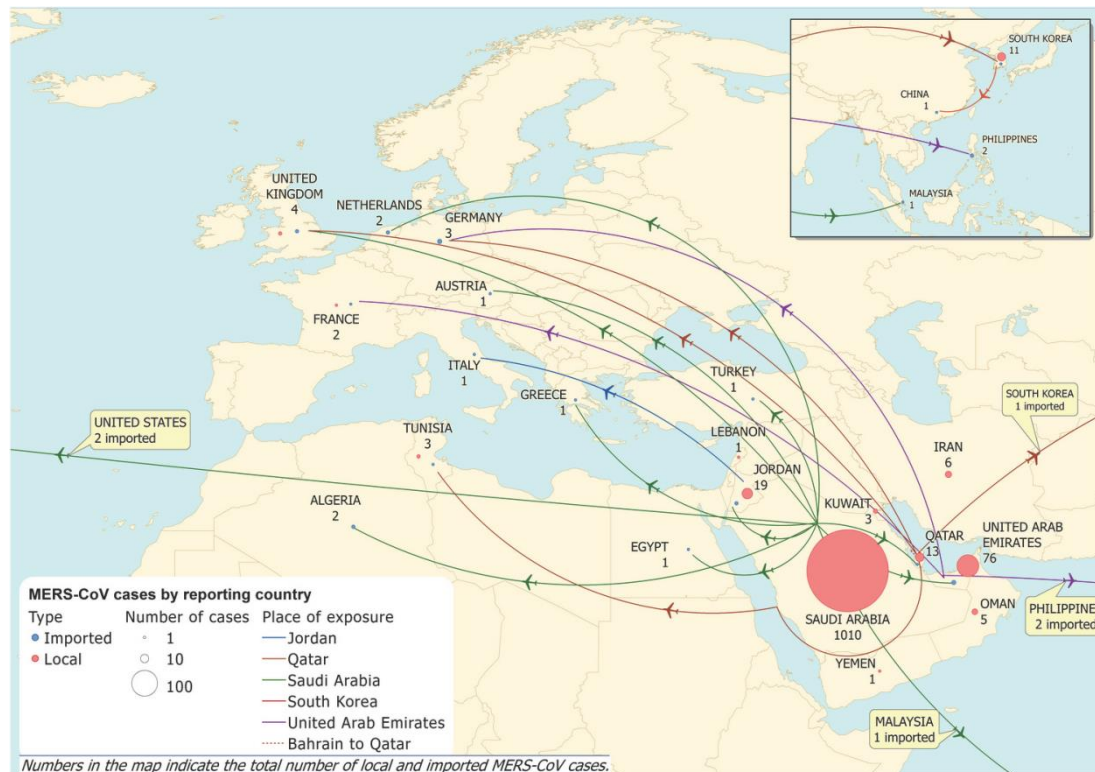 SOUTH KOREA
11
CHINA
1
PHILIPPINES
2
MALAYSIA
1
UNITED
KINGDOM
4
NETHERLANDS
2
GERMANY
3
AUSTRIA
1
FRANCE
2
ITALY
1
GREECE
1
TURKEY
1
UNITED STATES
2 imported
TUNISIA
3
LEBANON
1
JORDAN
19
SOUTH KOREA
1 imported
IRAN
6
ALGERIA
2
EGYPT
1
KUWAIT
3
QATAR
13
UNITED ARAB
EMIRATES
76
SAUDI ARABIA
1010
OMAN
5
PHILIPPINE
2 imported
YEMEN
1
MALAYSIA
1 imported
MERS-CoV cases by reporting country
Type
Imported
Local
Number of cases
1
10
100
Place of exposure
Jordan
Qatar
Saudi Arabia
South Korea
United Arab Emirates
Bahrain to Qatar
Numbers in the map indicate the total number of local and imported MERS-CoV cases.